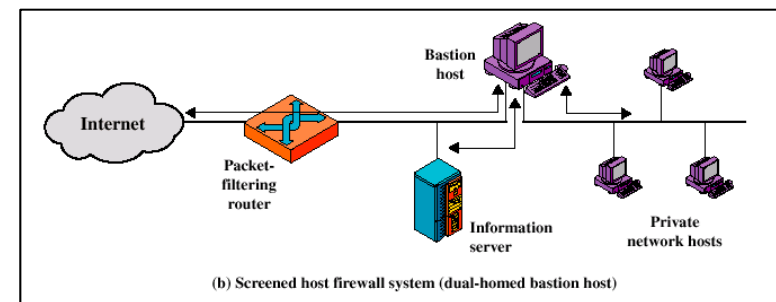 Bastion
host
Internet
Packet-
filtering
router
Information
server
Private
network hosts
(b) Screened host firewall system (dual-homed bastion host)